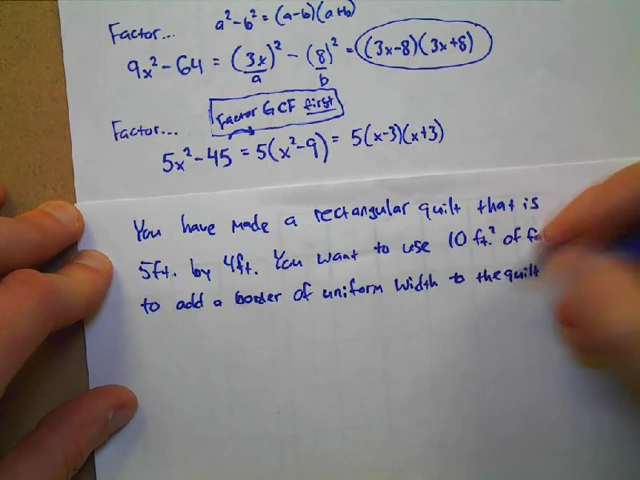 Factor... a² - b² = (a-b)(a+b)
9x² - 64 = (3x)² - (8)² = (3x-8)(3x+8)
a b
Factor GCF first
Factor...
5x² - 45 = 5(x² - 9) = 5(x-3)(x+3)
You have made a rectangular quilt that is
5ft. by 4ft. You want to use 10 ft.² of
to add a border of uniform width to the quilt